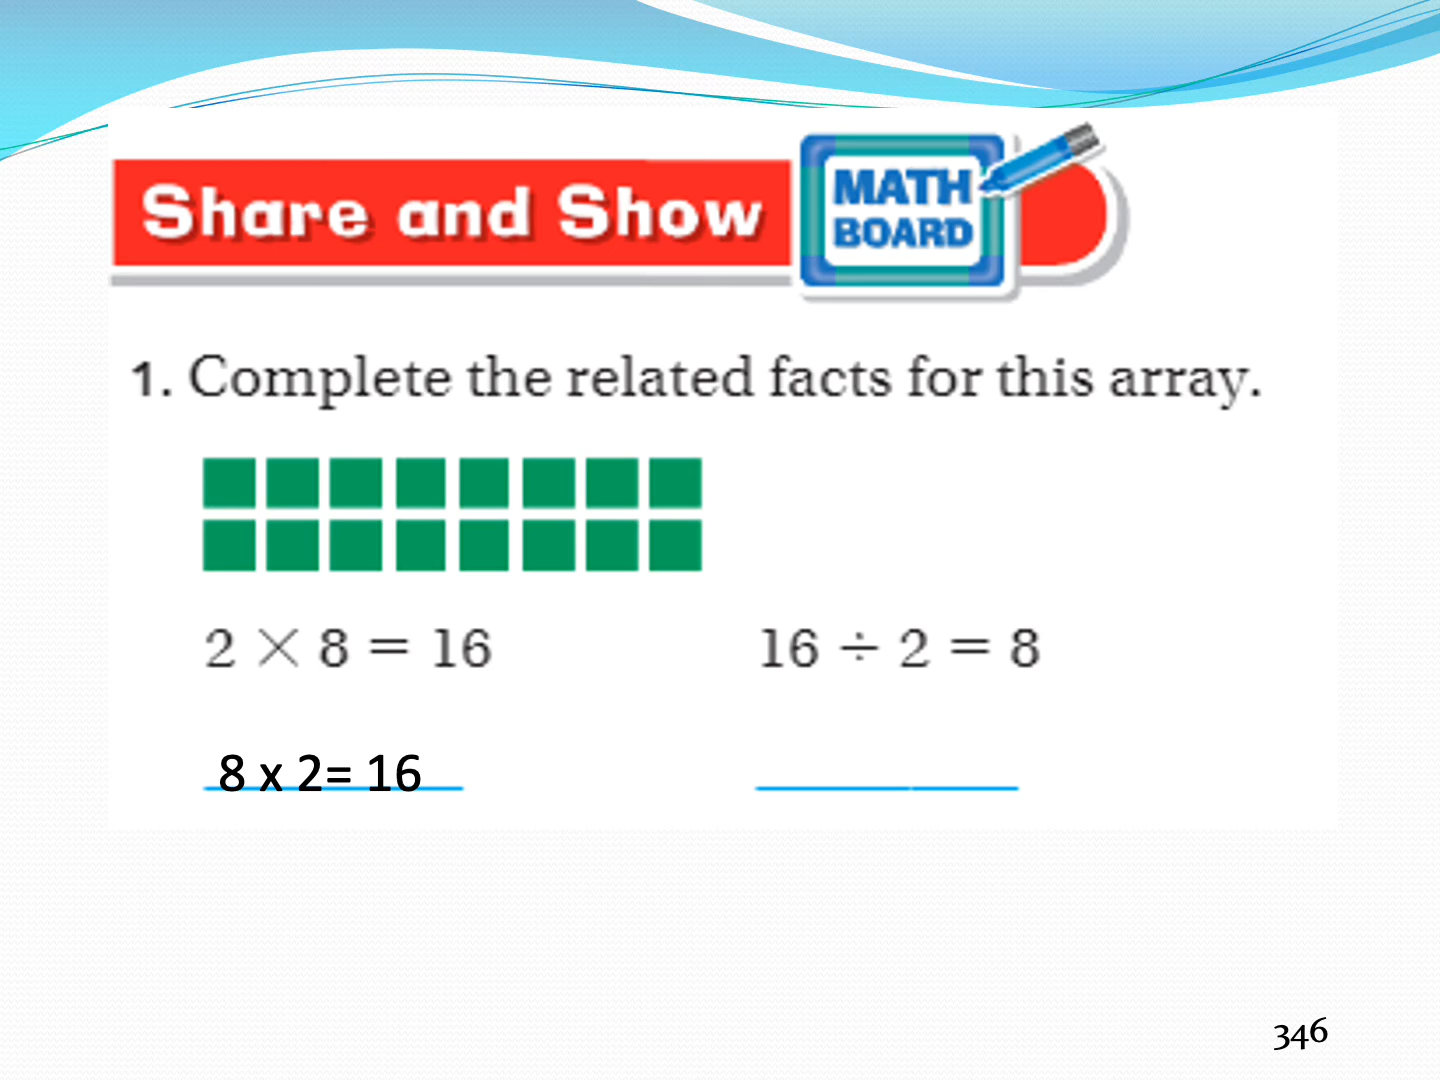 Share and Show
MATH
BOARD
1. Complete the related facts for this array.
2 × 8 = 16 16 ÷ 2 = 8
8 x 2= 16
346